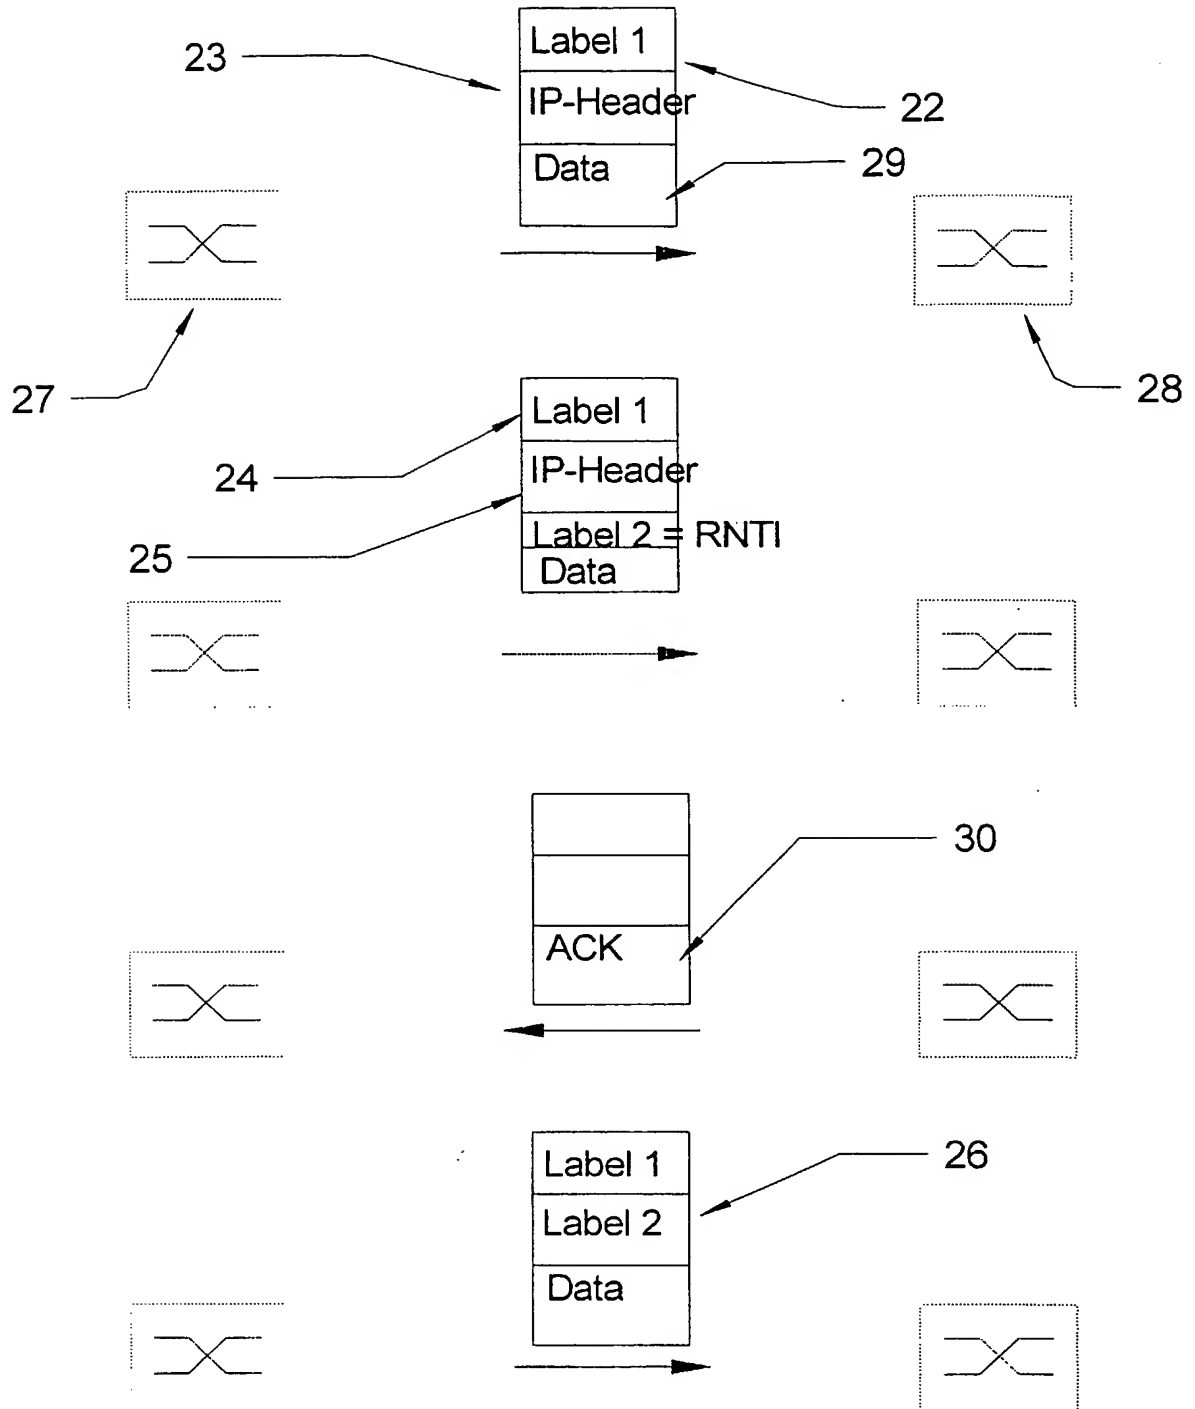 Label 1
23
IP-Header
22
Data
29
27
28
Label 1
24
IP-Header
25
Label 2 = RNTI
Data
30
ACK
Label 1
26
Label 2
Data